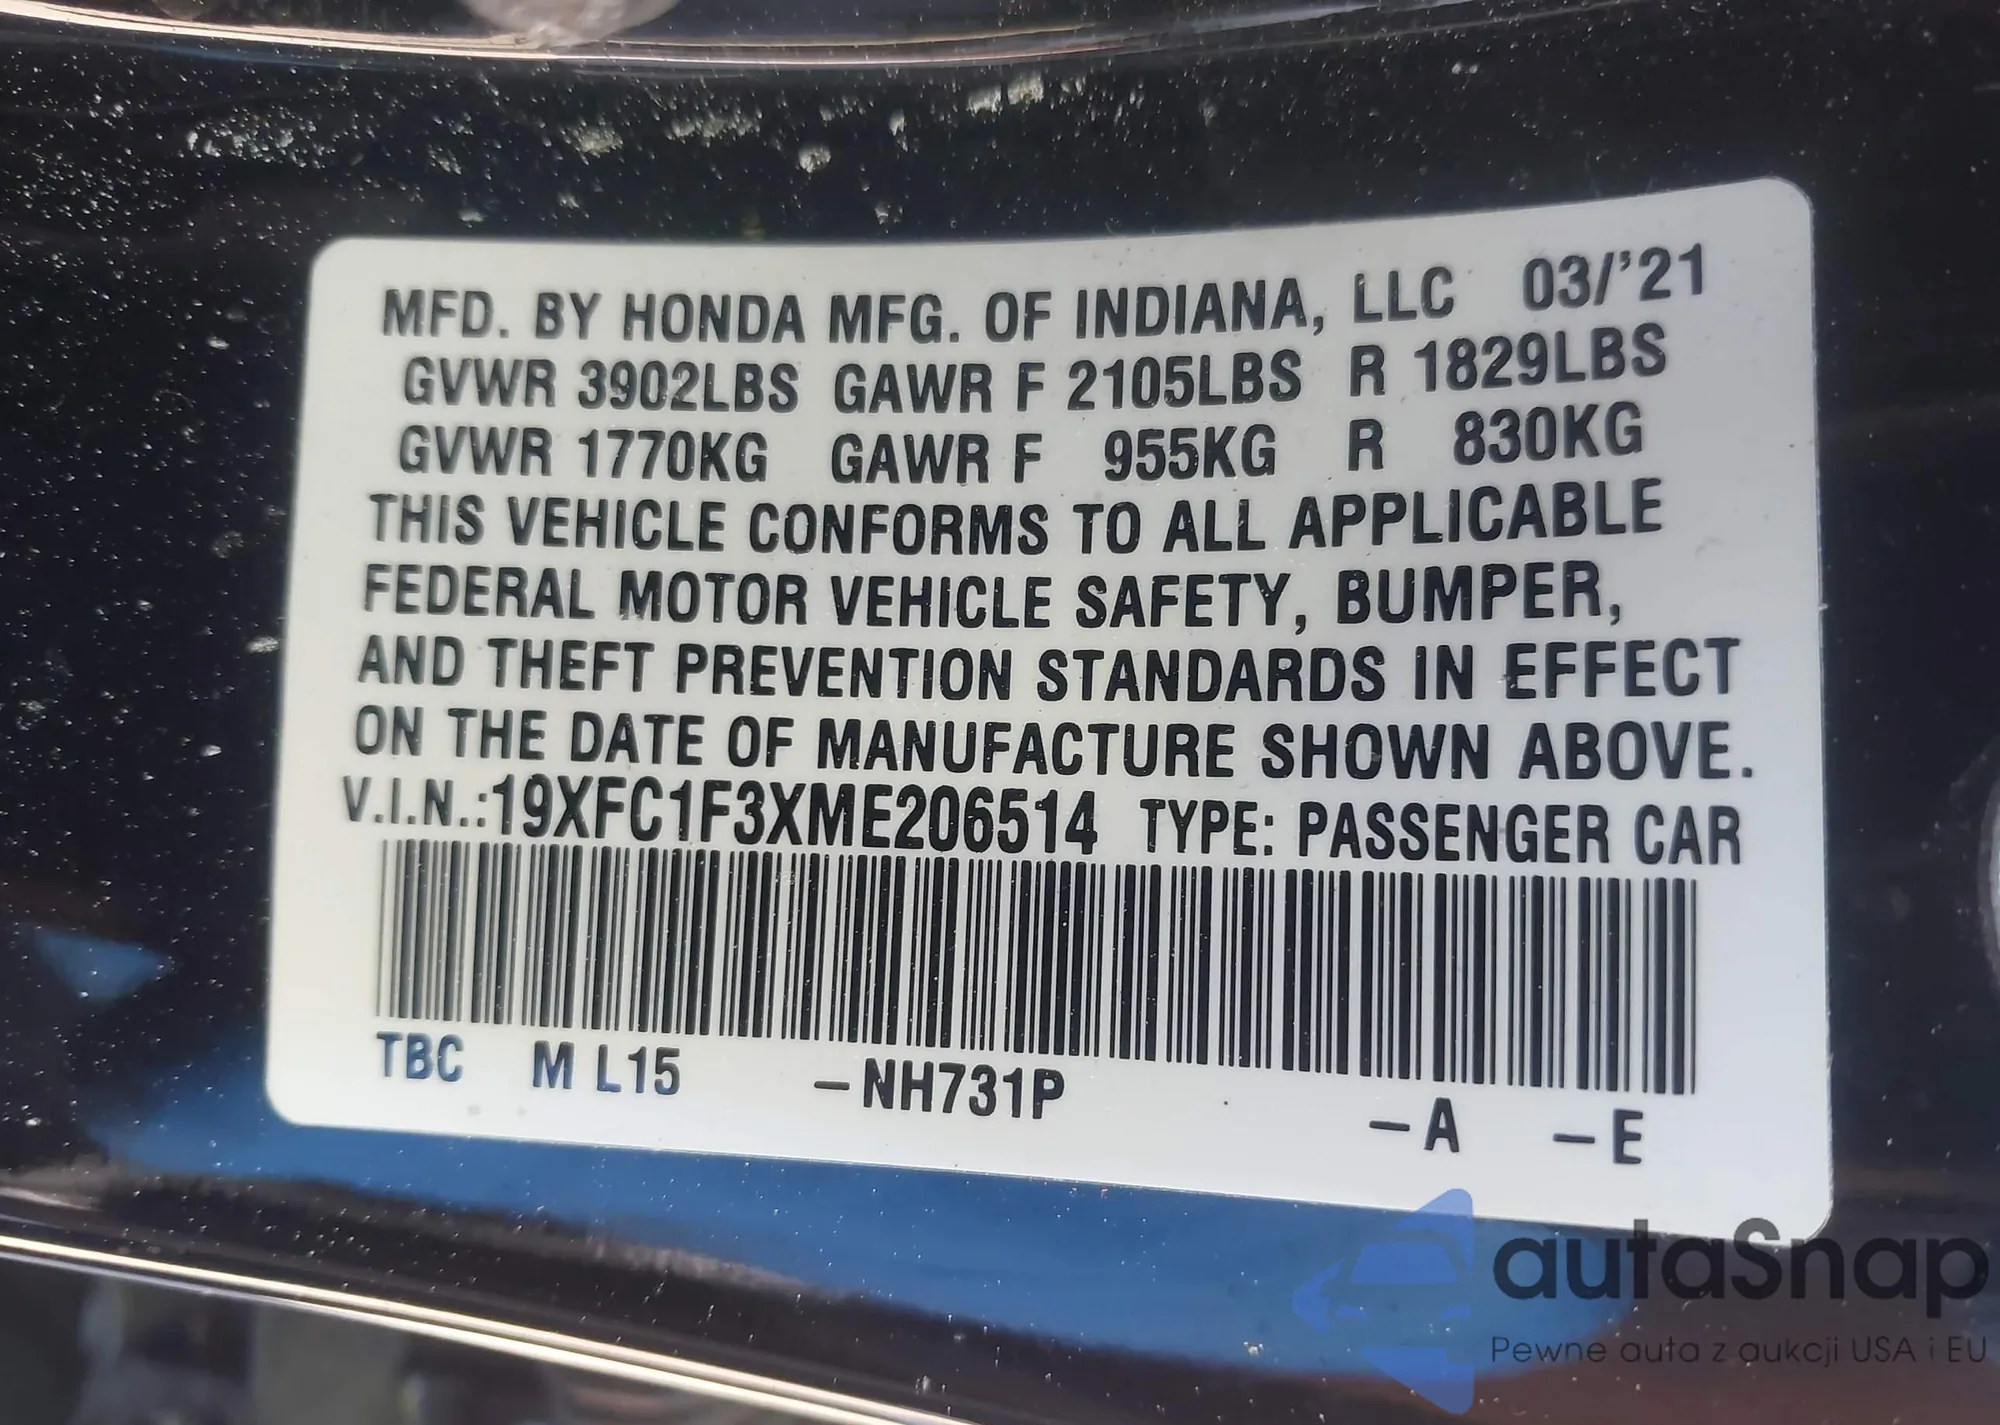 MFD. BY HONDA MFG. OF INDIANA, LLC 03/'21
GVWR 3902LBS GAWR F 2105LBS R 1829LBS
GVWR 1770KG GAWR F 955KG R 830KG
THIS VEHICLE CONFORMS TO ALL APPLICABLE
FEDERAL MOTOR VEHICLE SAFETY, BUMPER,
AND THEFT PREVENTION STANDARDS IN EFFECT
ON THE DATE OF MANUFACTURE SHOWN ABOVE.
V.I.N.:19XFC1F3XME206514 TYPE: PASSENGER CAR
TBC M L15 -NH731P -A -E
autaSnap
Pewne auta z aukcji USA i EU